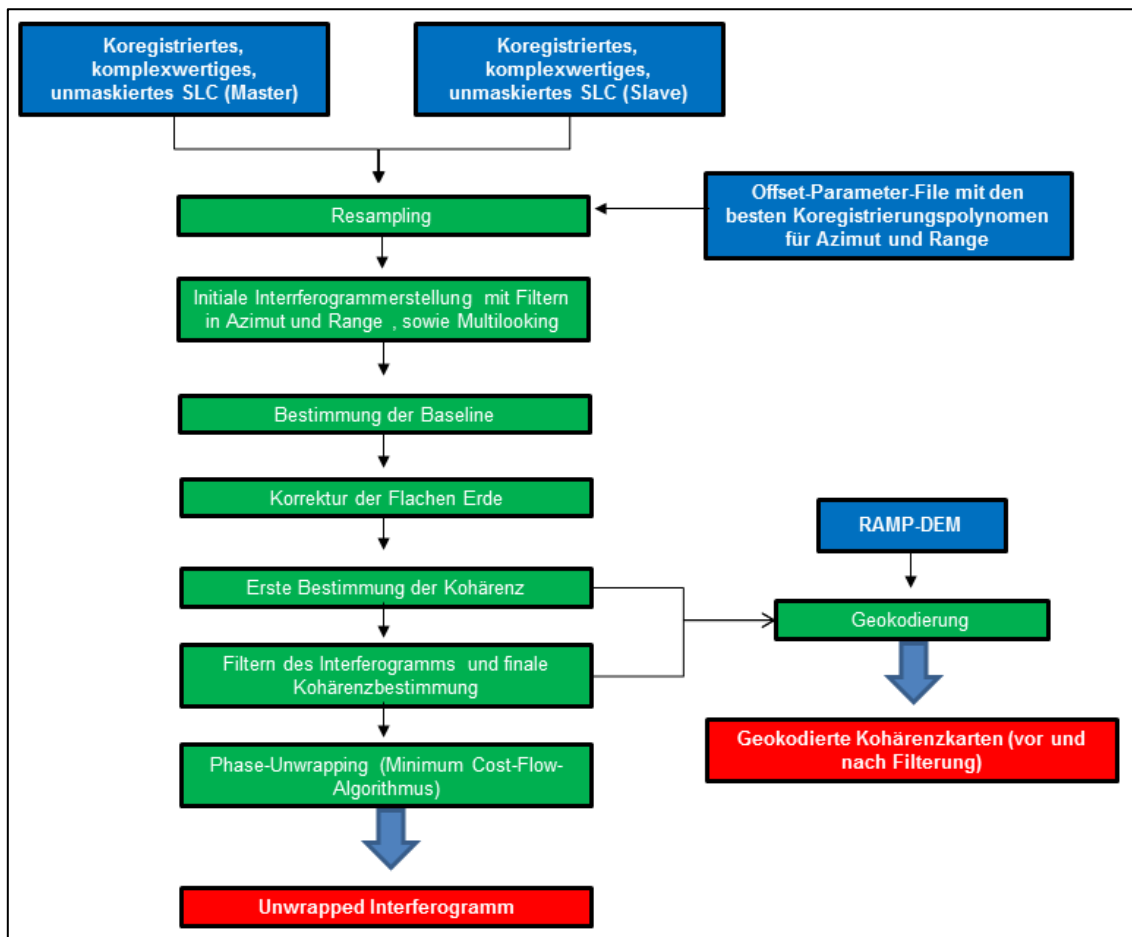 Koregistriertes,
komplexwertiges,
unmaskiertes SLC (Master)
Koregistriertes,
komplexwertiges,
unmaskiertes SLC (Slave)
Resampling
Offset-Parameter-File mit den
besten Koregistrierungspolynomen
für Azimut und Range
Initiale Interrferogrammerstellung mit Filtern
in Azimut und Range , sowie Multilooking
Bestimmung der Baseline
Korrektur der Flachen Erde
RAMP-DEM
Erste Bestimmung der Kohärenz
Geokodierung
Filtern des Interferogramms und finale
Kohärenzbestimmung
Geokodierte Kohärenzkarten (vor und
nach Filterung)
Phase-Unwrapping (Minimum Cost-Flow-
Algorithmus)
Unwrapped Interferogramm